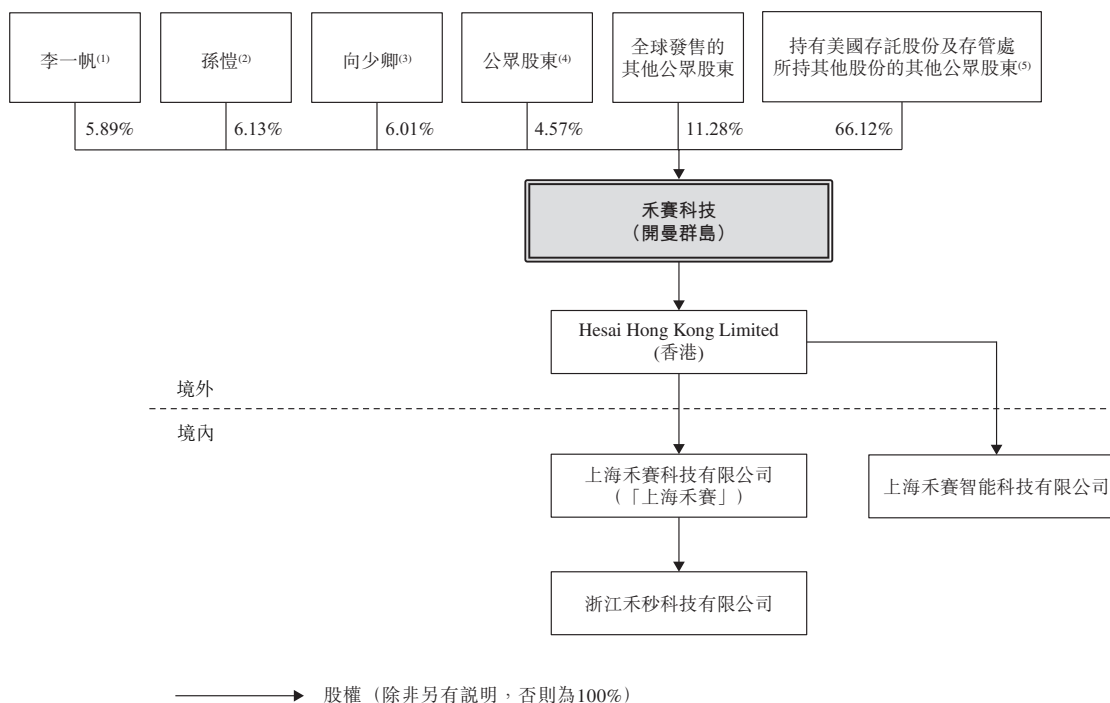 李一帆(1)
孫愷(2)
向少卿(3)
公眾股東(4)
全球發售的
其他公眾股東
持有美國存託股份及存管處
所持其他股份的其他公眾股東(5)
5.89%
6.13%
6.01%
4.57%
11.28%
66.12%
禾賽科技
（開曼群島）
Hesai Hong Kong Limited
(香港)
境外
境內
上海禾賽科技有限公司
（「上海禾賽」）
上海禾賽智能科技有限公司
浙江禾秒科技有限公司
股權（除非另有説明，否則為100%）